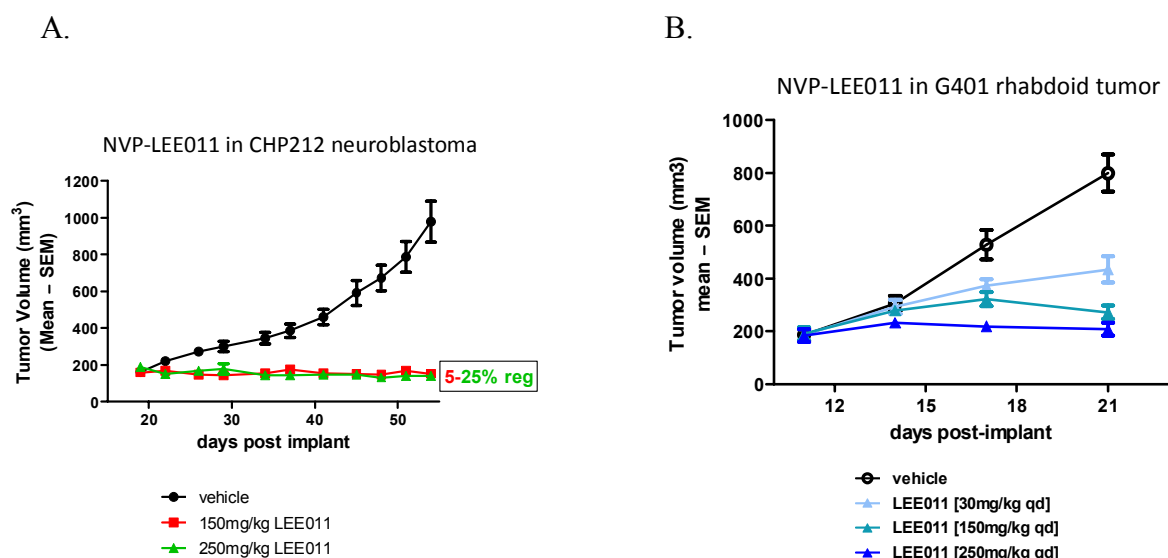 A.
B.
NVP-LEE011 in CHP212 neuroblastoma
Tumor Volume (mm³)
(Mean – SEM)
1200
1000
800
600
400
200
0
20
30
40
50
days post implant
5-25% reg
vehicle
150mg/kg LEE011
250mg/kg LEE011
NVP-LEE011 in G401 rhabdoid tumor
Tumor volume (mm3)
mean – SEM
1000
800
600
400
200
0
12
15
18
21
days post-implant
vehicle
LEE011 [30mg/kg qd]
LEE011 [150mg/kg qd]
LEE011 [250mg/kg qd]